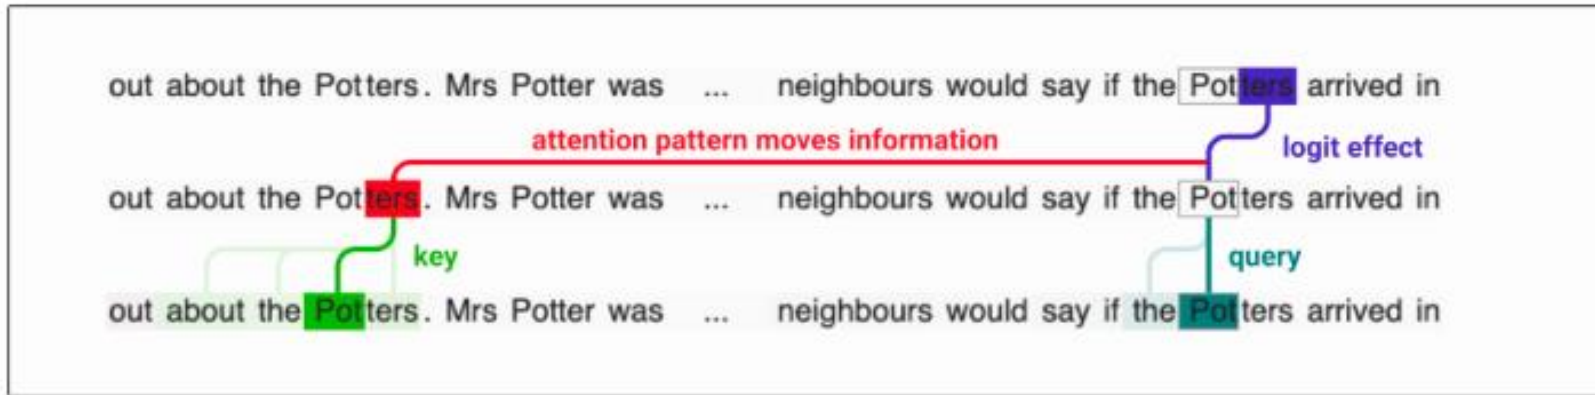 out about the Potters. Mrs Potter was ... neighbours would say if the Potters arrived in
attention pattern moves information
logit effect
out about the Potters. Mrs Potter was ... neighbours would say if the Potters arrived in
key
query
out about the Potters. Mrs Potter was ... neighbours would say if the Potters arrived in